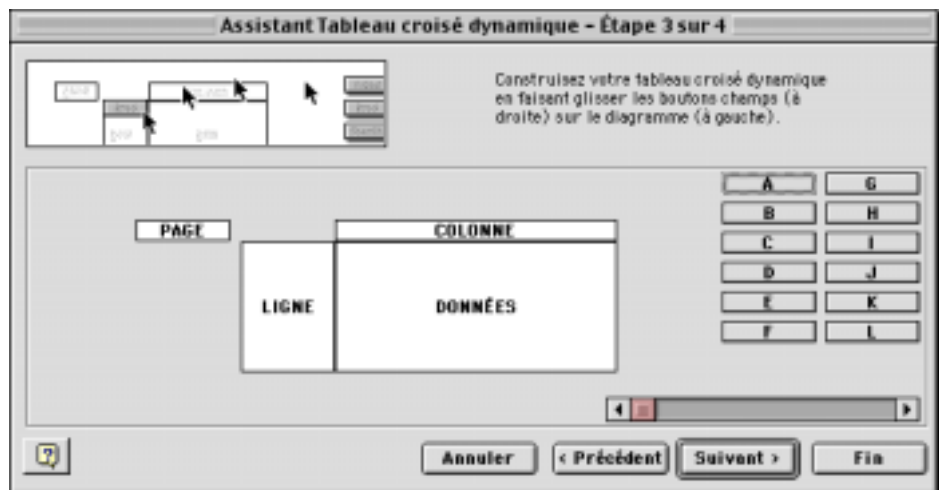 Assistant Tableau croisé dynamique – Étape 3 sur 4
Construisez votre tableau croisé dynamique
en faisant glisser les boutons champs (à
droite) sur le diagramme (à gauche).
PAGE
COLONNE
LIGNE
DONNÉES
A G
B H
C I
D J
E K
F L
Annuler
< Précédent
Suivant >
Fin